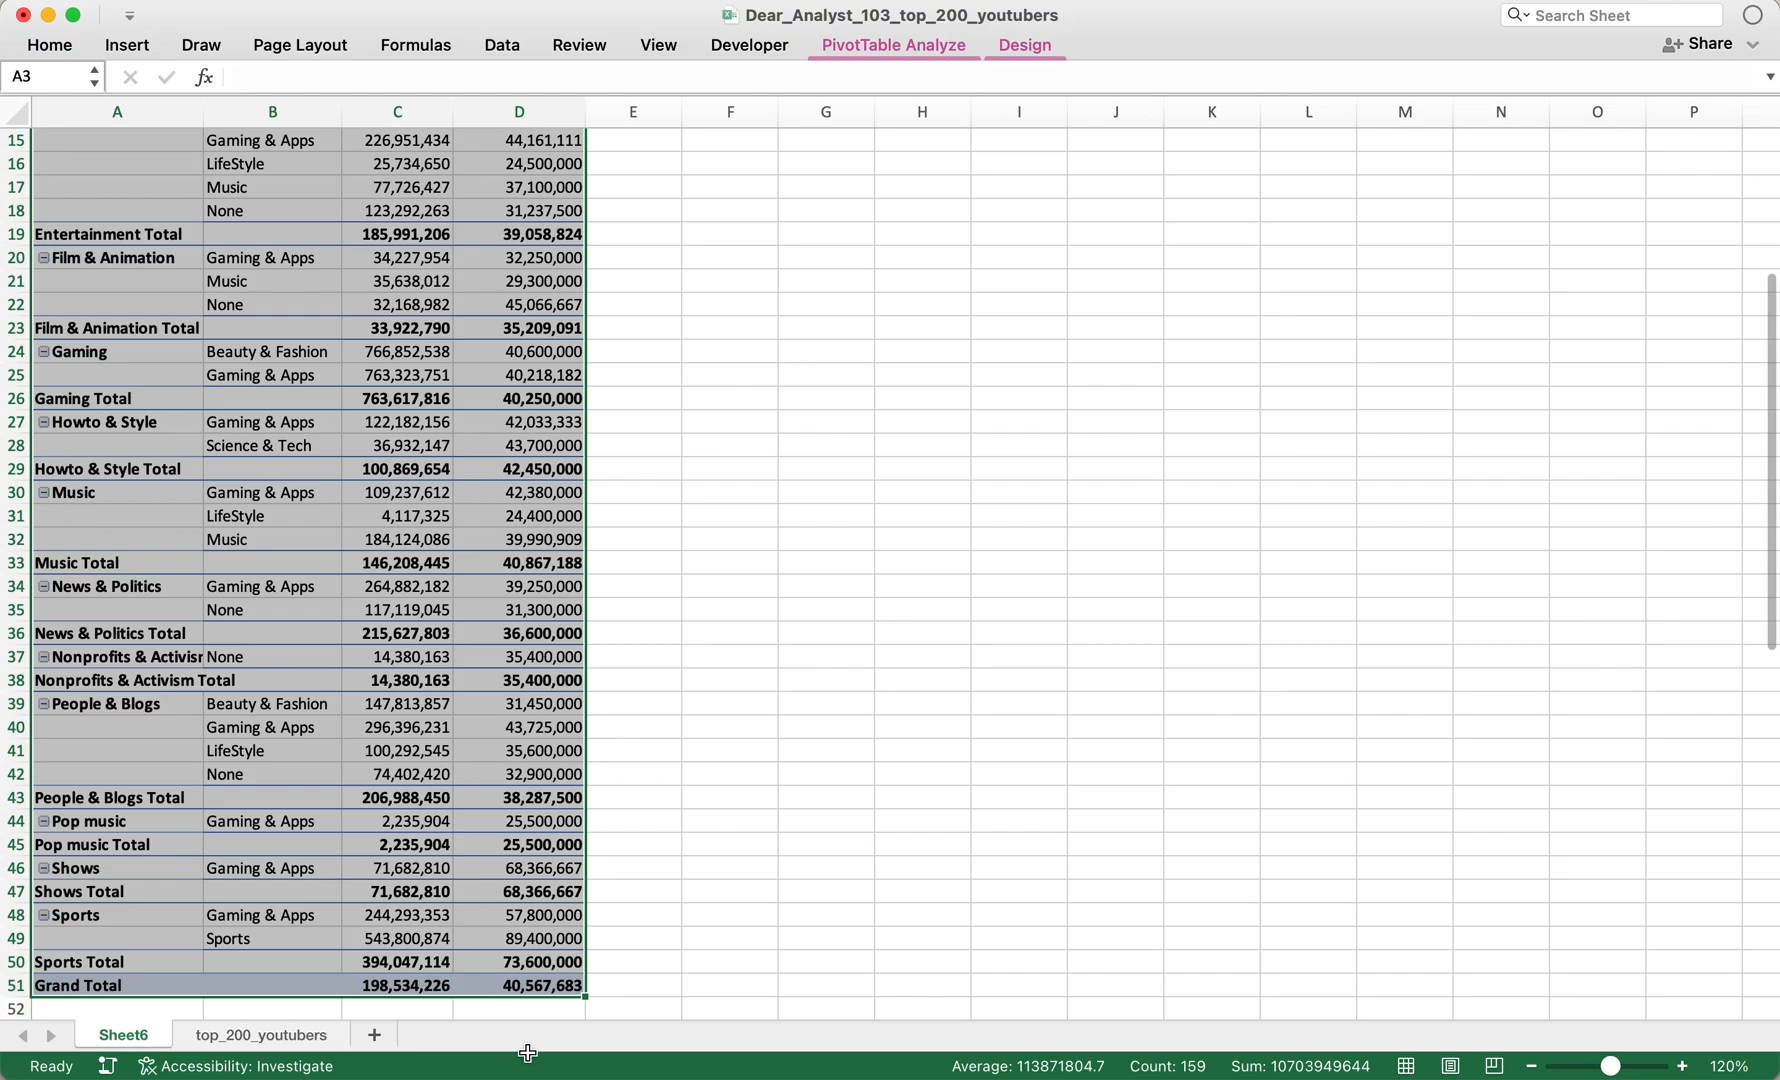 Dear_Analyst_103_top_200_youtubers
Search Sheet
Home Insert Draw Page Layout Formulas Data Review View Developer PivotTable Analyze Design Share
A3 fx
A B C D E F G H I J K L M N O P
15 Gaming & Apps 226,951,434 44,161,111
16 LifeStyle 25,734,650 24,500,000
17 Music 77,726,427 37,100,000
18 None 123,292,263 31,237,500
19 Entertainment Total 185,991,206 39,058,824
20 Film & Animation Gaming & Apps 34,227,954 32,250,000
21 Music 35,638,012 29,300,000
22 None 32,168,982 45,066,667
23 Film & Animation Total 33,922,790 35,209,091
24 Gaming Beauty & Fashion 766,852,538 40,600,000
25 Gaming & Apps 763,323,751 40,218,182
26 Gaming Total 763,617,816 40,250,000
27 Howto & Style Gaming & Apps 122,182,156 42,033,333
28 Science & Tech 36,932,147 43,700,000
29 Howto & Style Total 100,869,654 42,450,000
30 Music Gaming & Apps 109,237,612 42,380,000
31 LifeStyle 4,117,325 24,400,000
32 Music 184,124,086 39,990,909
33 Music Total 146,208,445 40,867,188
34 News & Politics Gaming & Apps 264,882,182 39,250,000
35 None 117,119,045 31,300,000
36 News & Politics Total 215,627,803 36,600,000
37 Nonprofits & Activisr None 14,380,163 35,400,000
38 Nonprofits & Activism Total 14,380,163 35,400,000
39 People & Blogs Beauty & Fashion 147,813,857 31,450,000
40 Gaming & Apps 296,396,231 43,725,000
41 LifeStyle 100,292,545 35,600,000
42 None 74,402,420 32,900,000
43 People & Blogs Total 206,988,450 38,287,500
44 Pop music Gaming & Apps 2,235,904 25,500,000
45 Pop music Total 2,235,904 25,500,000
46 Shows Gaming & Apps 71,682,810 68,366,667
47 Shows Total 71,682,810 68,366,667
48 Sports Gaming & Apps 244,293,353 57,800,000
49 Sports 543,800,874 89,400,000
50 Sports Total 394,047,114 73,600,000
51 Grand Total 198,534,226 40,567,683
52
Sheet6 top_200_youtubers +
Ready Accessibility: Investigate Average: 113871804.7 Count: 159 Sum: 10703949644 − + 120%